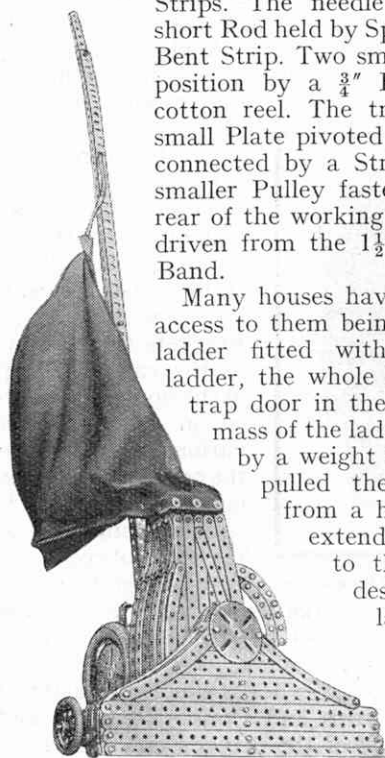 Strips. The needle
short Rod held by Sp
Bent Strip. Two sm
position by a ¾″
cotton reel. The tr
small Plate pivoted
connected by a Str
smaller Pulley faste
rear of the working
driven from the 1½
Band.
Many houses hav
access to them bein
ladder fitted with
ladder, the whole
trap door in the
mass of the lad
by a weight
pulled the
from a h
extend
to th
des
la